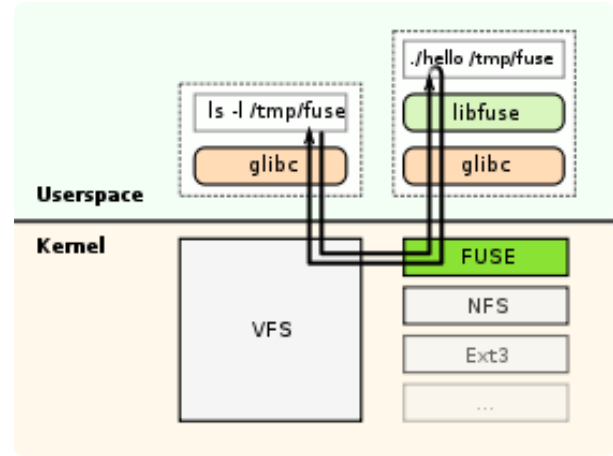 ./hello /tmp/fuse
ls -l /tmp/fuse
libfuse
glibc
glibc
Userspace
Kernel
FUSE
NFS
VFS
Ext3
...